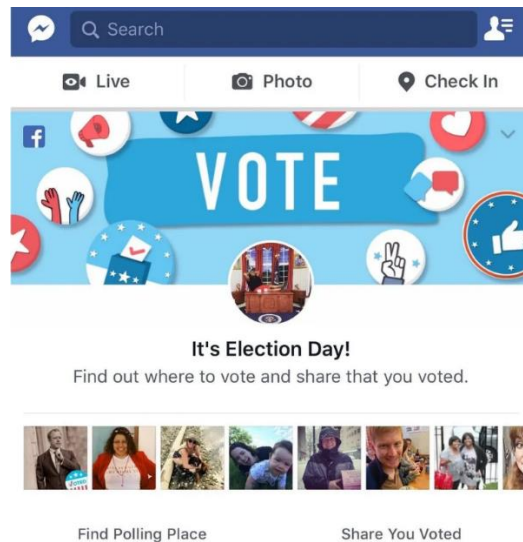 Search
Live Photo Check In
VOTE
It's Election Day!
Find out where to vote and share that you voted.
Find Polling Place Share You Voted